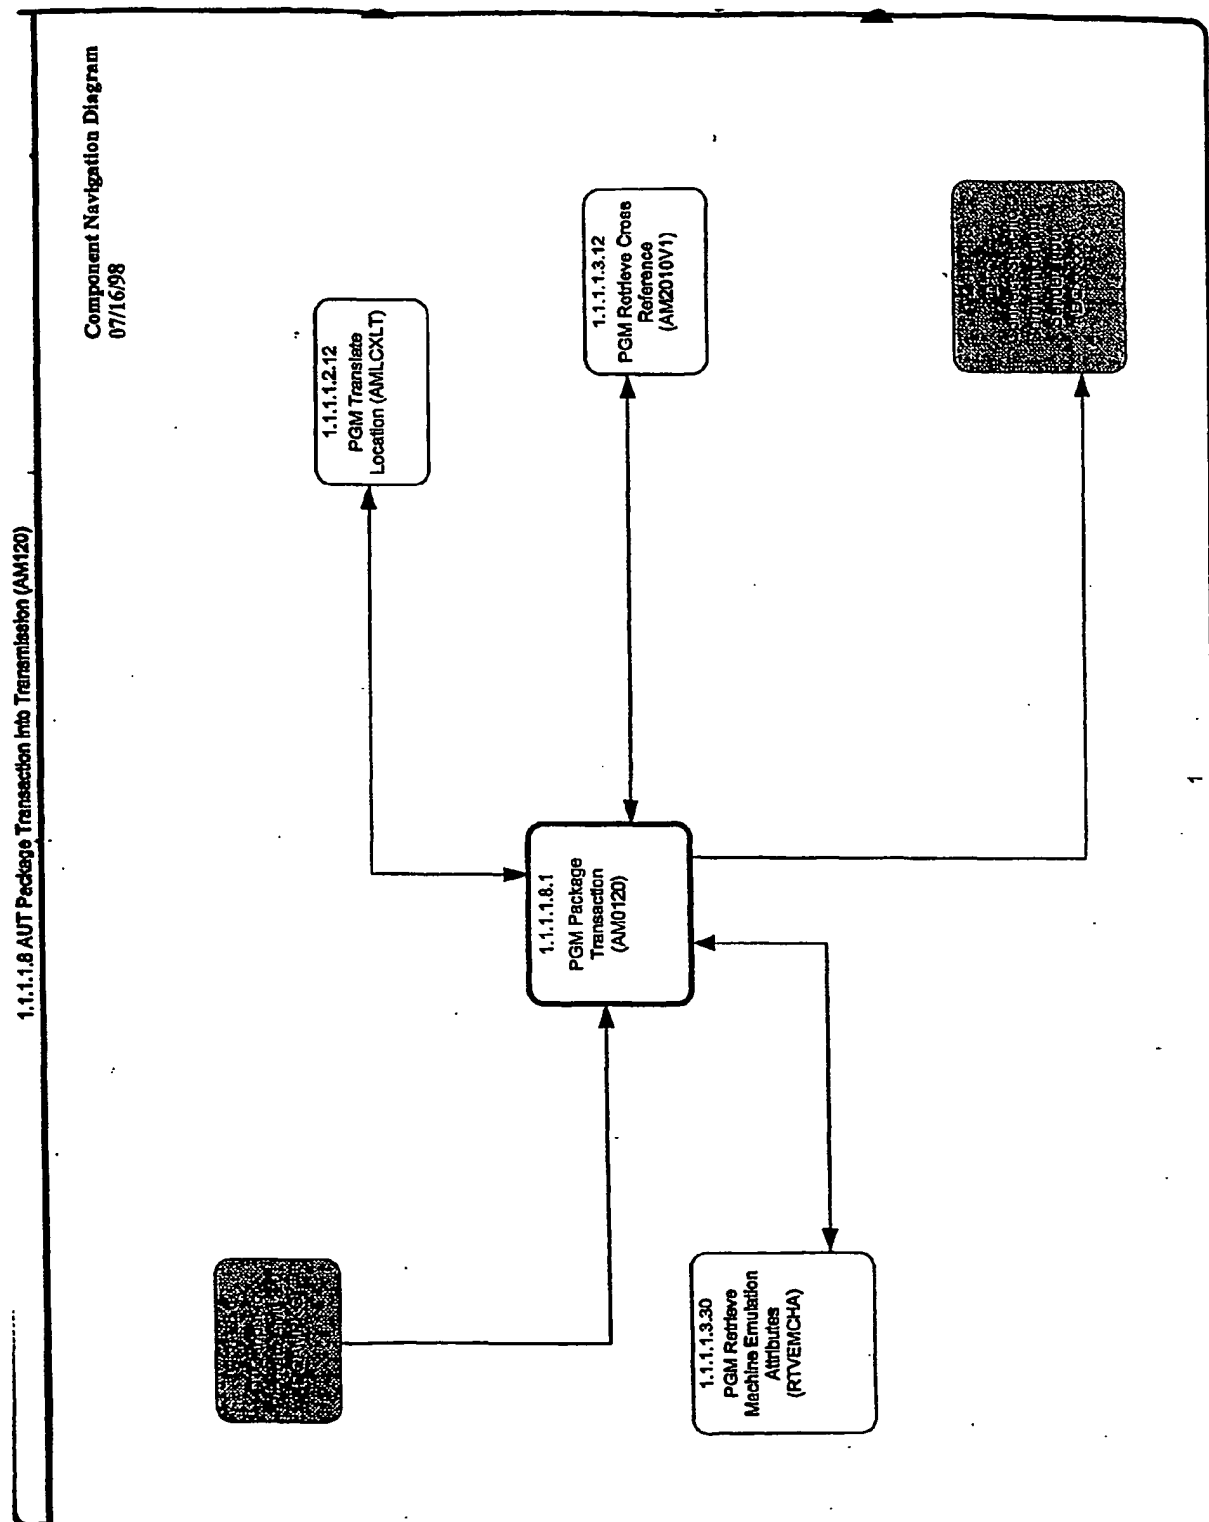 1.1.1.1.8 AUT Package Transaction Into Transmission (AM120)
Component Navigation Diagram
07/16/98
1.1.1.1.2.12
PGM Translate
Location (AMLCXLT)
1.1.1.1.8.1
PGM Package
Transaction
(AM0120)
1.1.1.1.3.12
PGM Retrieve Cross
Reference
(AM2010V1)
1.1.1.1.3.30
PGM Retrieve
Machine Emulation
Attributes
(RTVEMCHA)
1